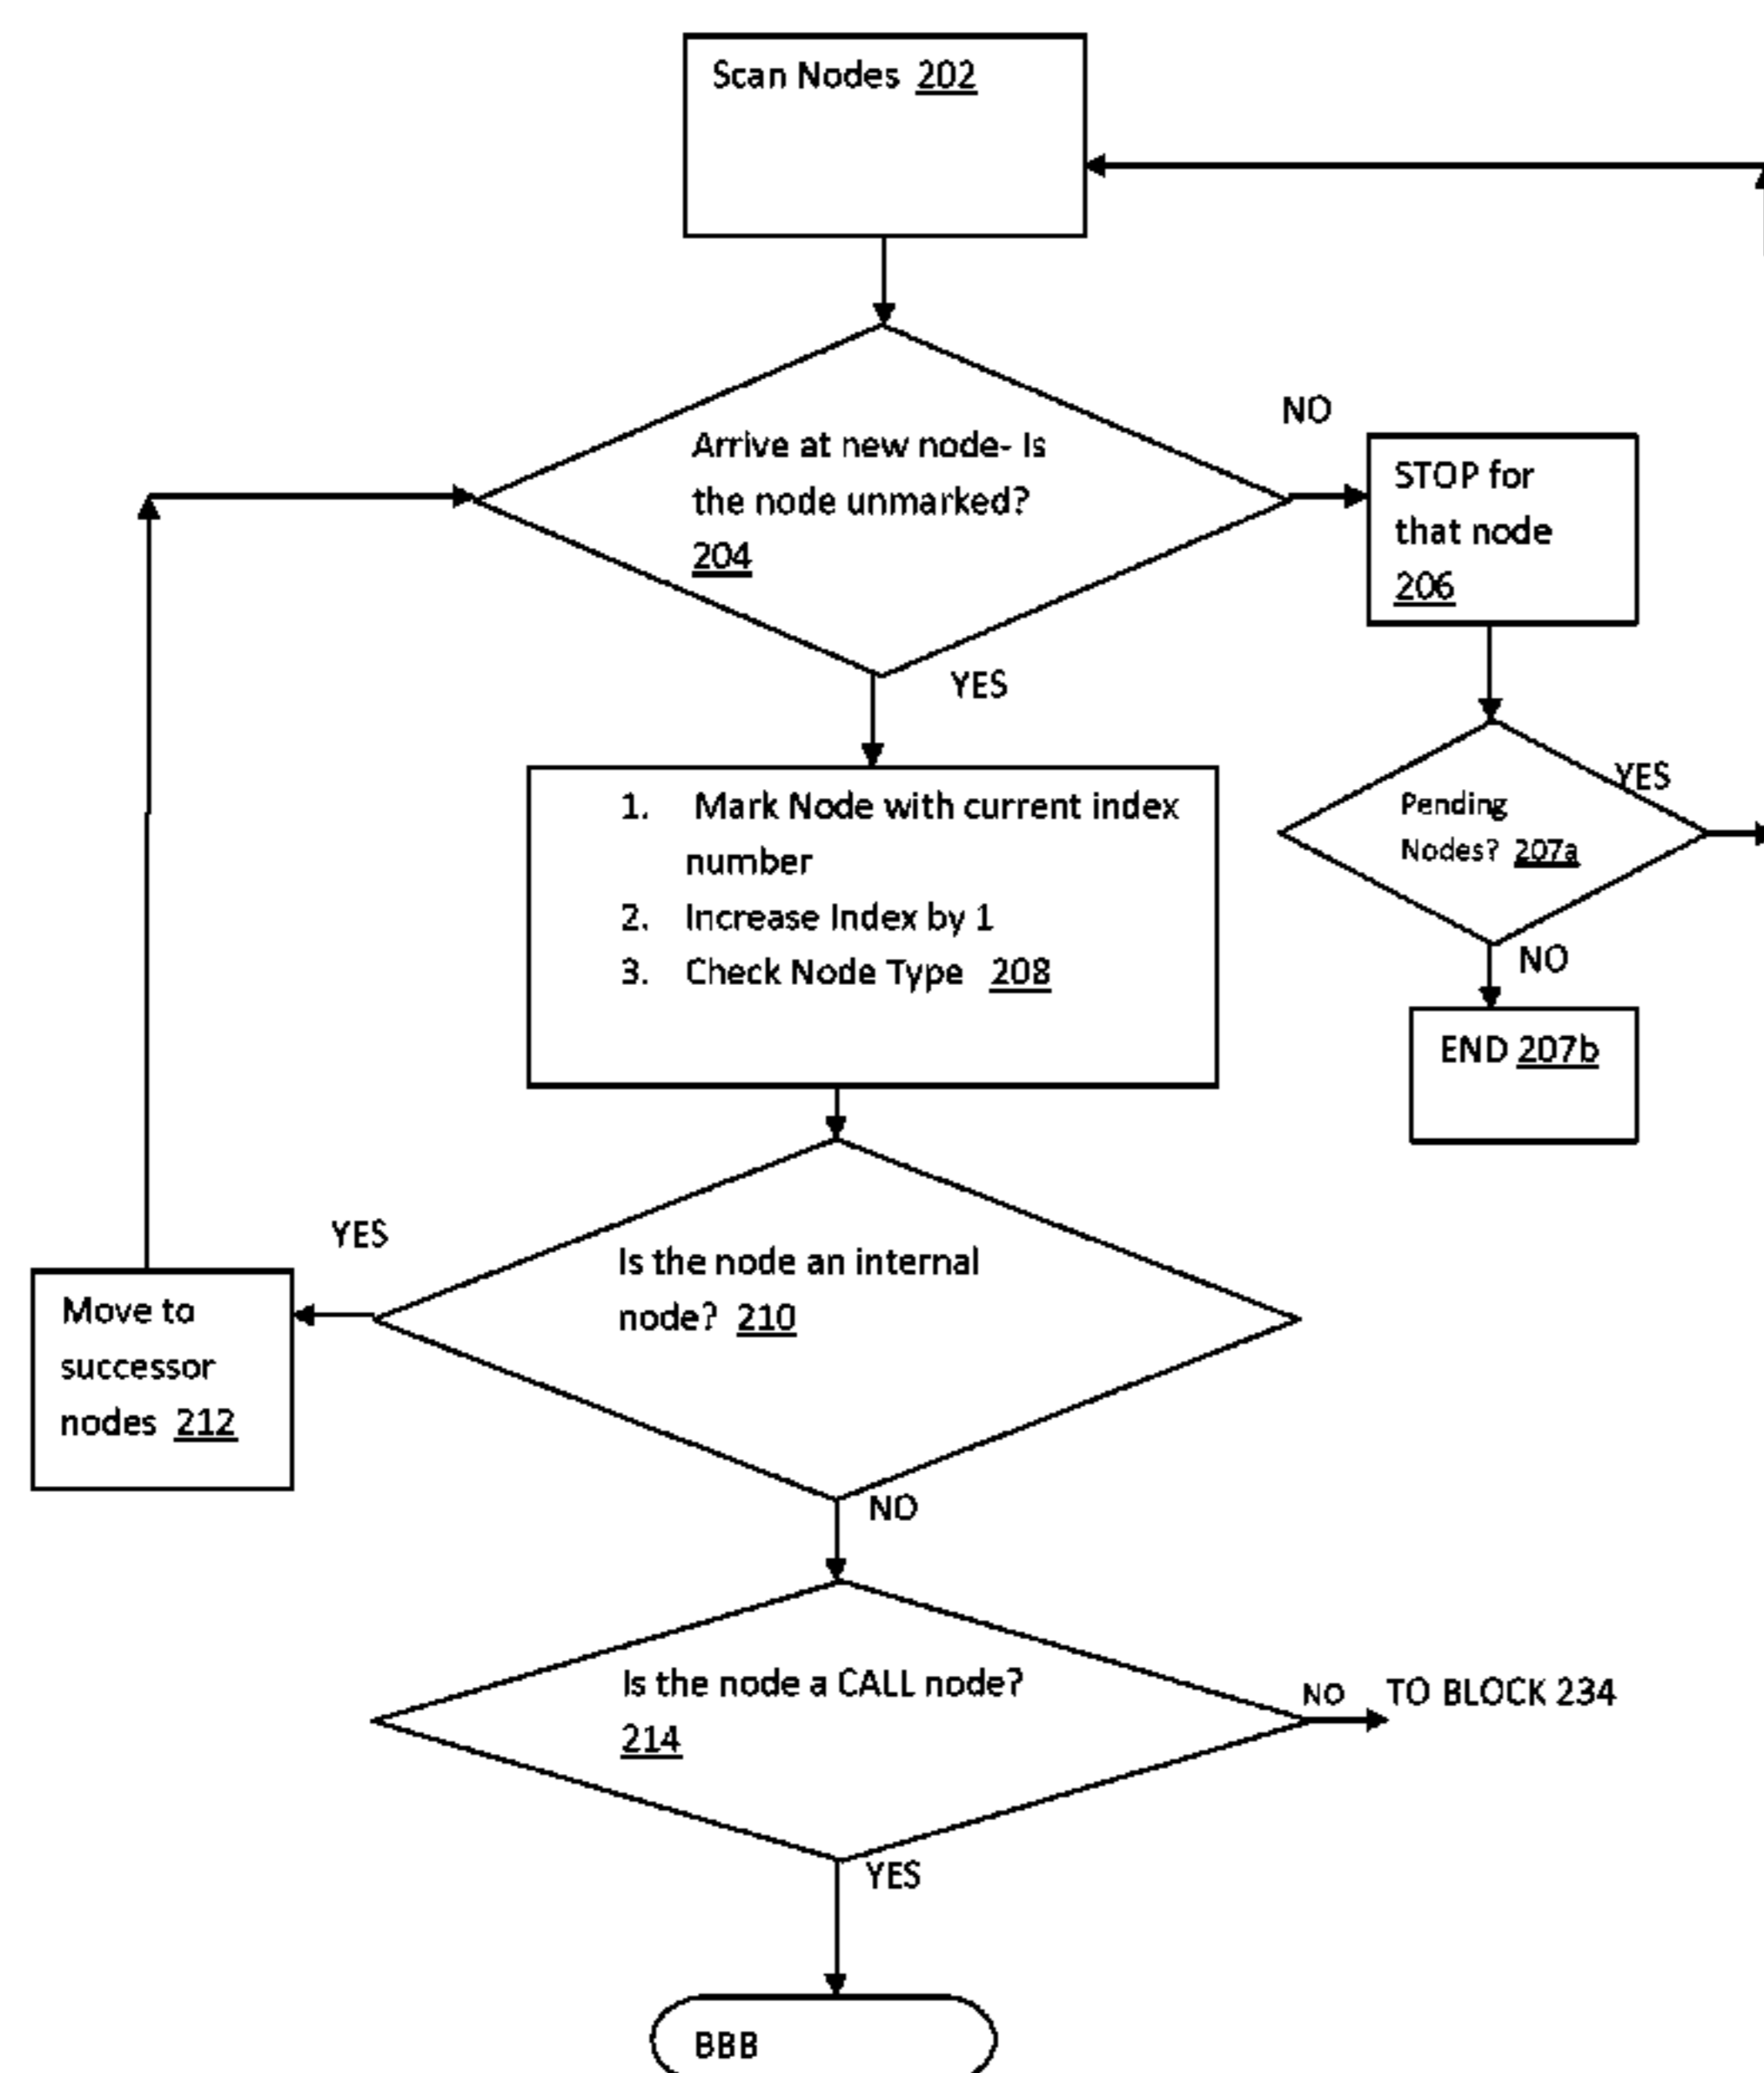 Scan Nodes 202
NO
Arrive at new node- Is
the node unmarked?
204
STOP for
that node
206
YES
YES
Pending
Nodes? 207a
1. Mark Node with current index
number
2. Increase Index by 1
3. Check Node Type 208
NO
END 207b
YES
Is the node an internal
node? 210
Move to
successor
nodes 212
NO
Is the node a CALL node?
214
NO
TO BLOCK 234
YES
BBB